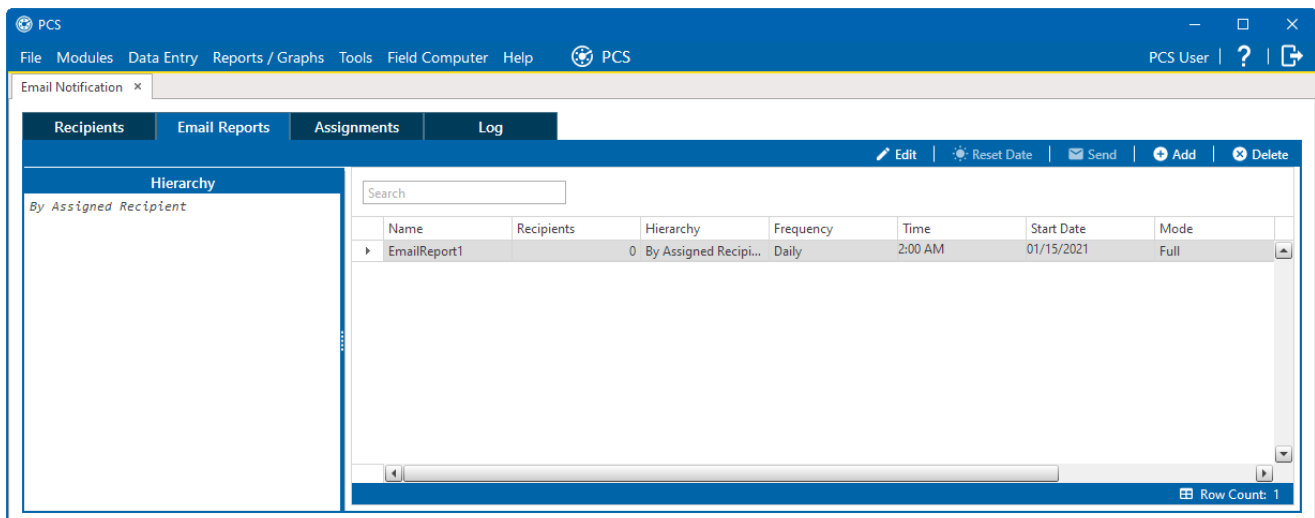 PCS
File Modules Data Entry Reports / Graphs Tools Field Computer Help PCS PCS User | ? |
Email Notification ×
Recipients Email Reports Assignments Log
Edit | Reset Date | Send | Add | Delete
Hierarchy
By Assigned Recipient
Search
Name Recipients Hierarchy Frequency Time Start Date Mode
EmailReport1 0 By Assigned Recipi... Daily 2:00 AM 01/15/2021 Full
Row Count: 1